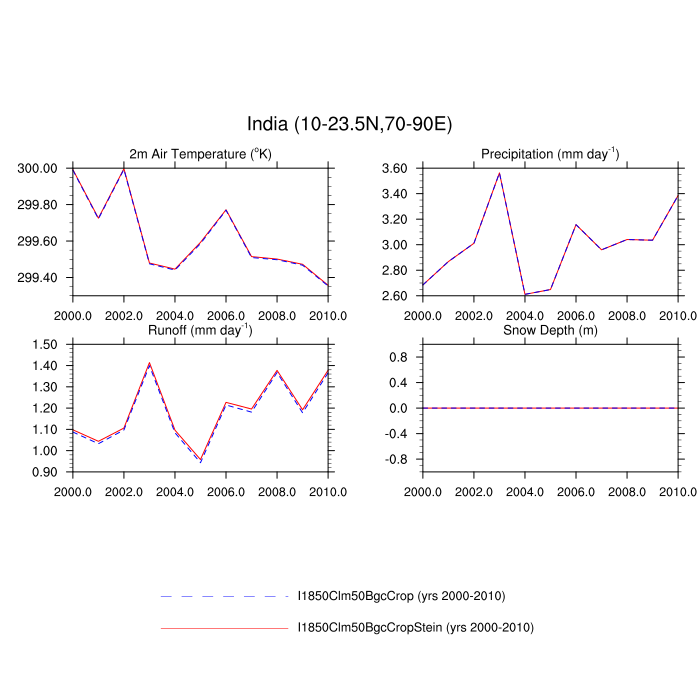 India (10-23.5N,70-90E)
2m Air Temperature (°K)
300.00
299.80
299.60
299.40
2000.0 2002.0 2004.0 2006.0 2008.0 2010.0
Precipitation (mm day-1)
3.60
3.40
3.20
3.00
2.80
2.60
2000.0 2002.0 2004.0 2006.0 2008.0 2010.0
Runoff (mm day-1)
1.50
1.40
1.30
1.20
1.10
1.00
0.90
2000.0 2002.0 2004.0 2006.0 2008.0 2010.0
Snow Depth (m)
0.8
0.4
0.0
-0.4
-0.8
2000.0 2002.0 2004.0 2006.0 2008.0 2010.0
I1850Clm50BgcCrop (yrs 2000-2010)
I1850Clm50BgcCropStein (yrs 2000-2010)